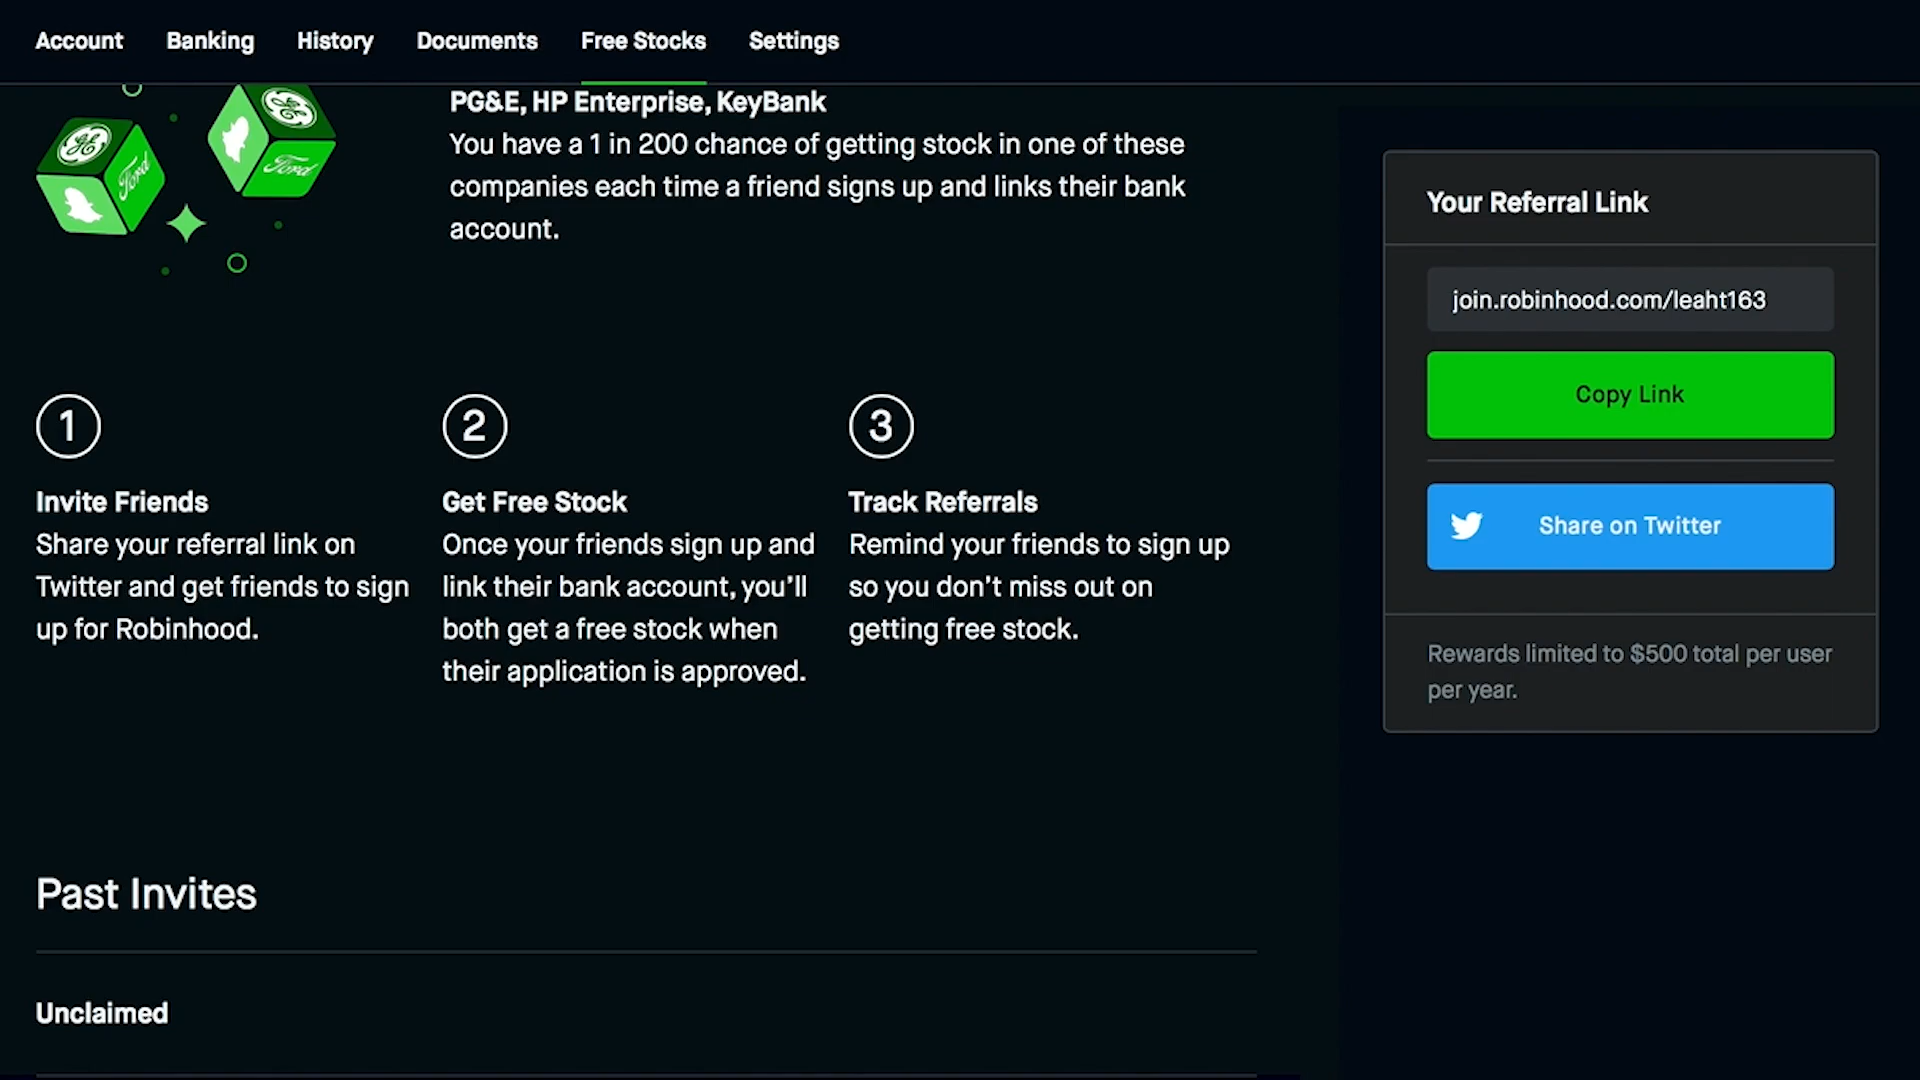 Account Banking History Documents Free Stocks Settings
PG&E, HP Enterprise, KeyBank
You have a 1 in 200 chance of getting stock in one of these
companies each time a friend signs up and links their bank
account.
Ford
Ford
1
Invite Friends
Share your referral link on
Twitter and get friends to sign
up for Robinhood.
2
Get Free Stock
Once your friends sign up and
link their bank account, you’ll
both get a free stock when
their application is approved.
3
Track Referrals
Remind your friends to sign up
so you don’t miss out on
getting free stock.
Your Referral Link
join.robinhood.com/leaht163
Copy Link
Share on Twitter
Rewards limited to $500 total per user
per year.
Past Invites
Unclaimed